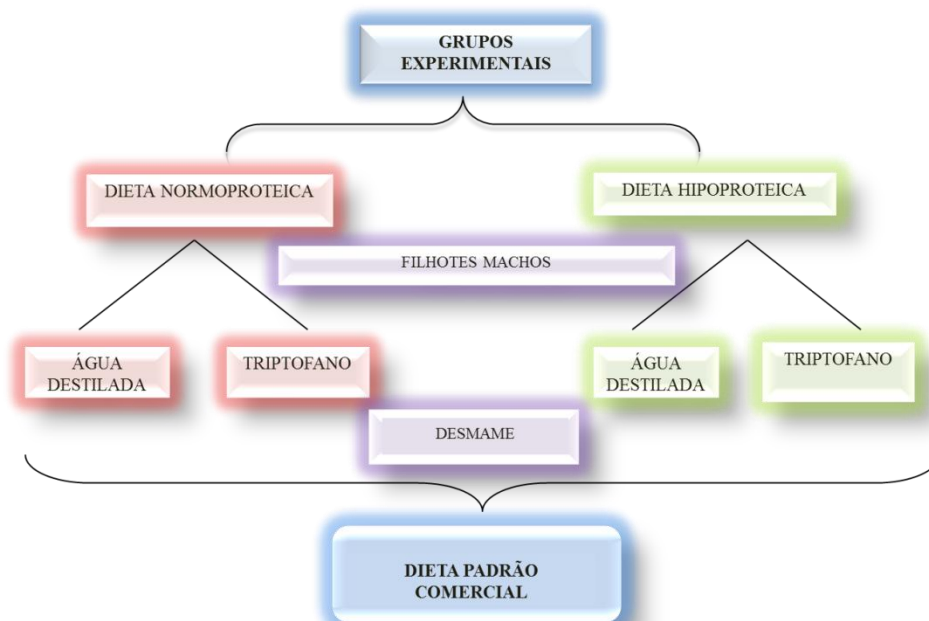 GRUPOS
EXPERIMENTAIS
DIETA NORMOPROTEICA
DIETA HIPOPROTEICA
FILHOTES MACHOS
ÁGUA
DESTILADA
TRIPTOFANO
ÁGUA
DESTILADA
TRIPTOFANO
DESMAME
DIETA PADRÃO
COMERCIAL